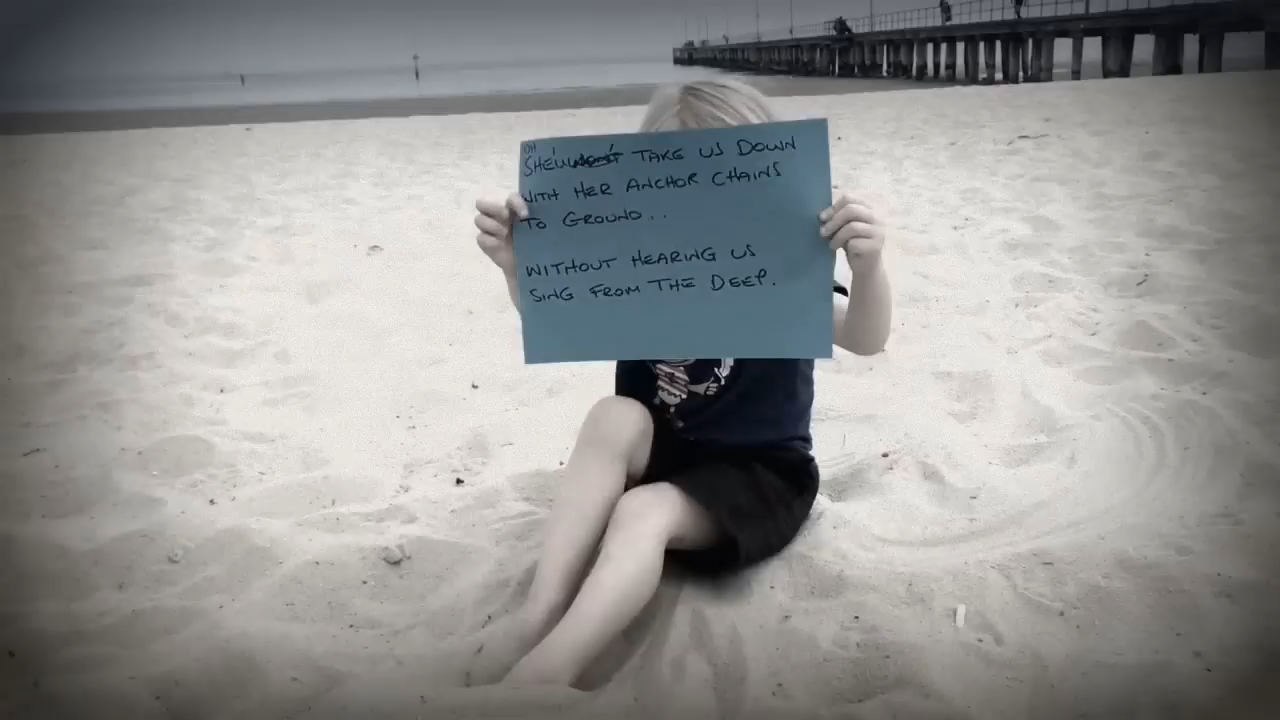 OH
SHE'LL TAKE US DOWN
WITH HER ANCHOR CHAINS
TO GROUND..
WITHOUT HEARING US
SING FROM THE DEEP.